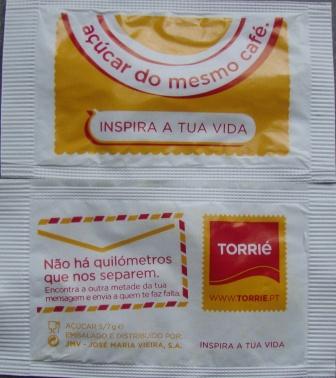 açúcar do mesmo café.
INSPIRA A TUA VIDA
Não há quilómetros
que nos separem.
Encontra a outra metade da tua
mensagem e envia a quem te faz falta.
AÇÚCAR 5/7g e
EMBALADO E DISTRIBUIDO POR:
JMV - JOSÉ MARIA VIEIRA, S.A.
TORRIé
WWW.TORRIE.PT
INSPIRA A TUA VIDA